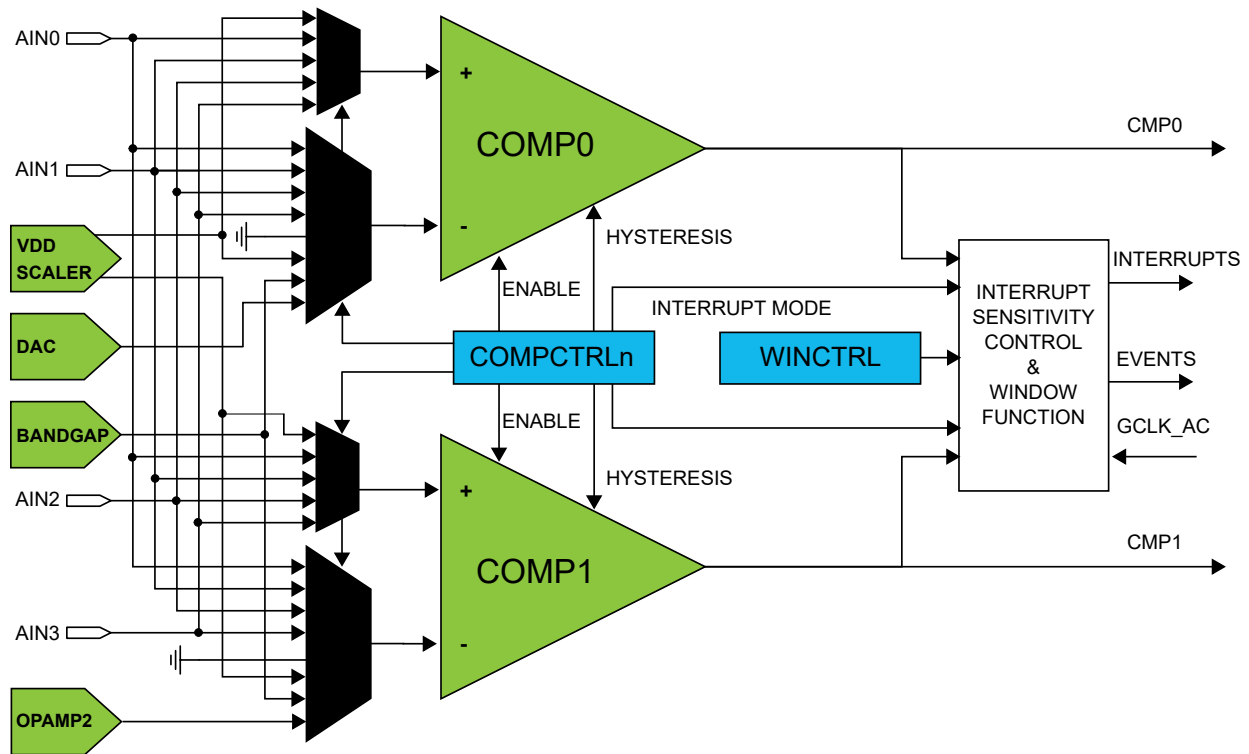 AIN0
+
COMP0
-
CMP0
AIN1
VDD
SCALER
HYSTERESIS
ENABLE
INTERRUPT MODE
INTERRUPTS
INTERRUPT
SENSITIVITY
CONTROL
&
WINDOW
FUNCTION
DAC
COMPCTRLn
WINCTRL
EVENTS
BANDGAP
ENABLE
GCLK_AC
HYSTERESIS
AIN2
+
COMP1
-
CMP1
AIN3
OPAMP2